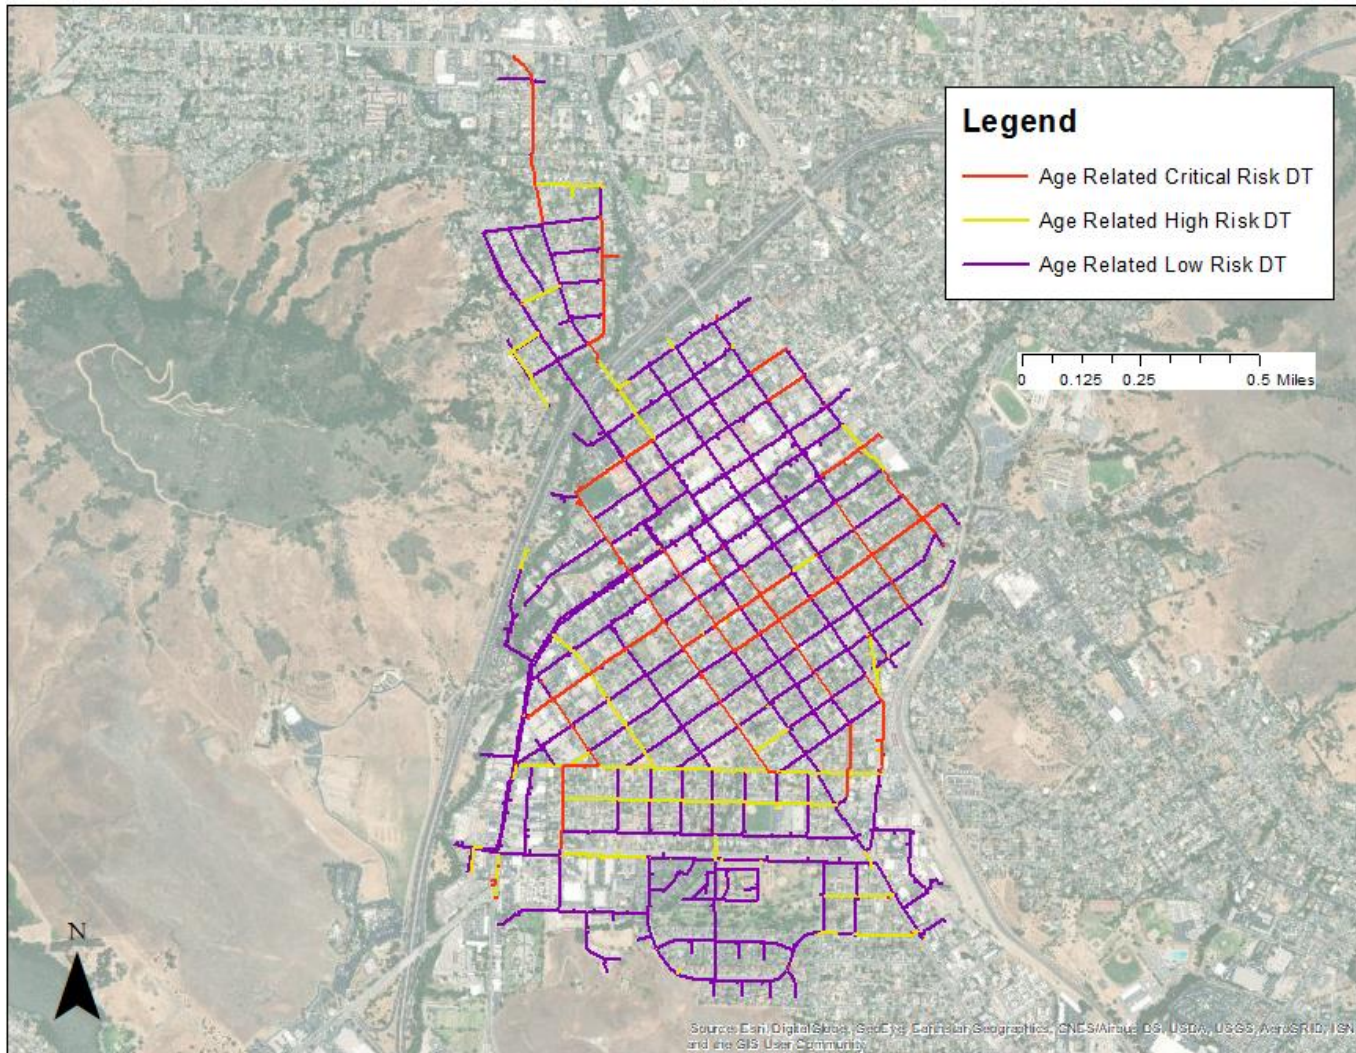 Legend
Age Related Critical Risk DT
Age Related High Risk DT
Age Related Low Risk DT
0 0.125 0.25 0.5 Miles
N
Source: Esri, DigitalGlobe, GeoEye, Earthstar Geographics, CNES/Airbus DS, USDA, USGS, AeroGRID, IGN
and the GIS User Community